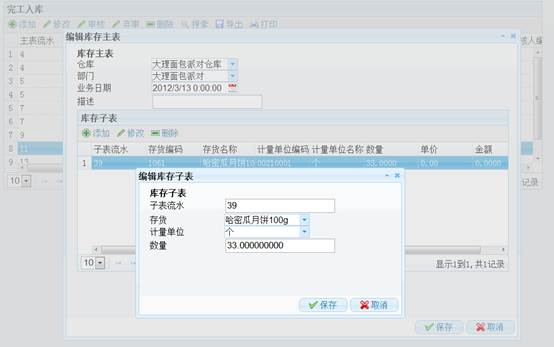 完工入库
添加 修改 审核 弃审 删除 搜索 导出 打印
主表流水
1 4
2 4
3 4
4 5
5 7
6 7
7 9
8 11
9 13
10
记录
编辑库存主表
库存主表
仓库 大理面包派对仓库
部门 大理面包派对
业务日期 2012/3/13 0:00:00
描述
库存子表
添加 修改 删除
子表流水 存货编码 存货名称 计量单位编码 计量单位名称 数量 单价 金额
1 39 1061 哈密瓜月饼10 00210001 个 33.0000 0.00 0.0000
10 显示1到1, 共1记录
保存 取消
编辑库存子表
库存子表
子表流水 39
存货 哈密瓜月饼100g
计量单位 个
数量 33.000000000
保存 取消